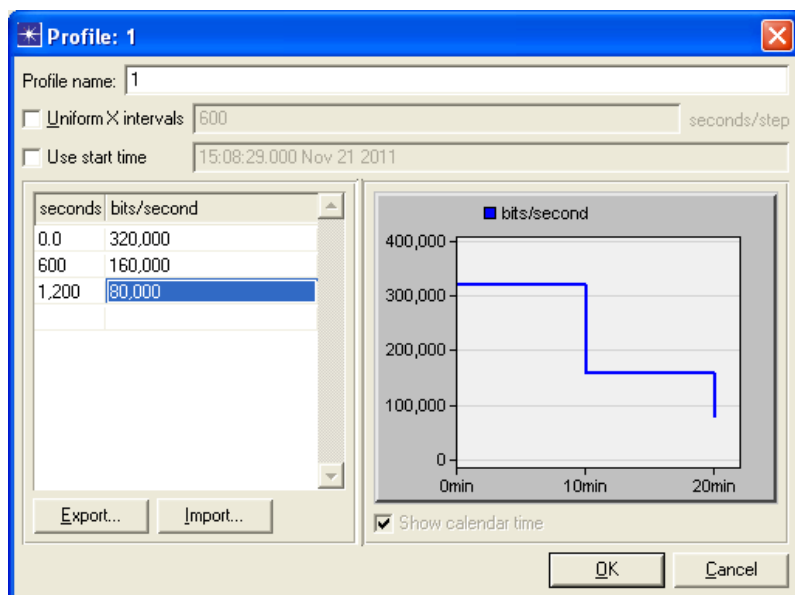 Profile: 1
Profile name: 1
Uniform X intervals 600 seconds/step
Use start time 15:08:29.000 Nov 21 2011
seconds bits/second
0.0 320,000
600 160,000
1,200 80,000
Export... Import...
bits/second
400,000
300,000
200,000
100,000
0
0min 10min 20min
Show calendar time
OK Cancel